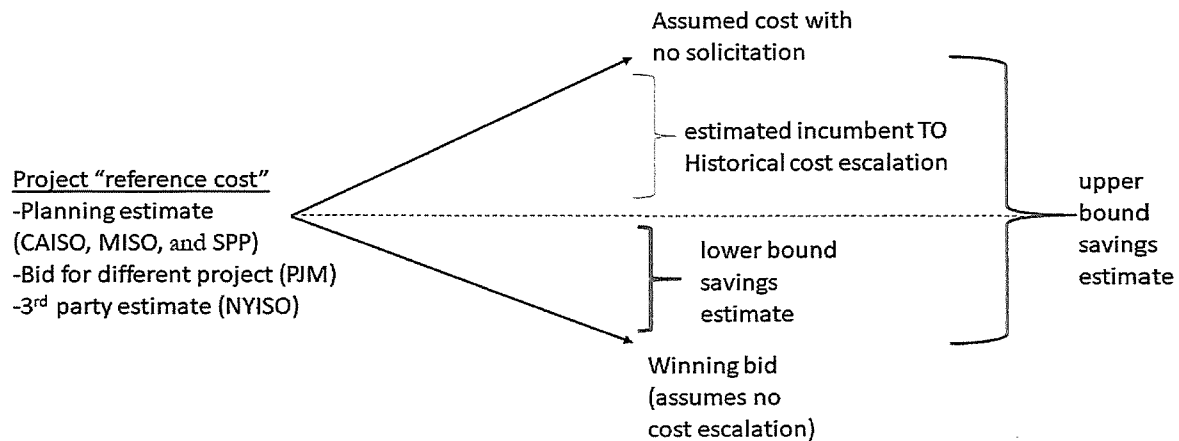 Assumed cost with
no solicitation
estimated incumbent TO
Historical cost escalation
Project “reference cost”
-Planning estimate
(CAISO, MISO, and SPP)
-Bid for different project (PJM)
-3rd party estimate (NYISO)
lower bound
savings
estimate
upper
bound
savings
estimate
Winning bid
(assumes no
cost escalation)